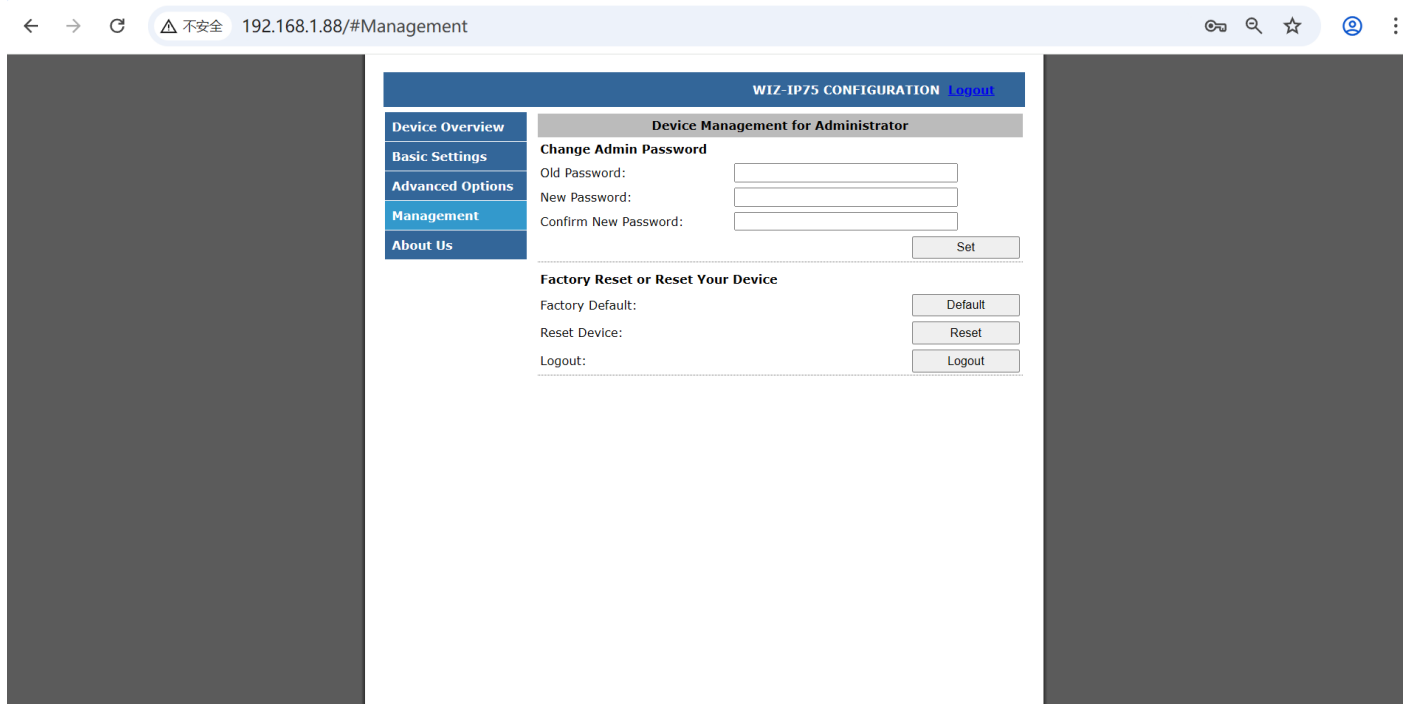 不安全 192.168.1.88/#Management
WIZ-IP75 CONFIGURATION Logout
Device Overview
Basic Settings
Advanced Options
Management
About Us
Device Management for Administrator
Change Admin Password
Old Password:
New Password:
Confirm New Password:
Set
Factory Reset or Reset Your Device
Factory Default: Default
Reset Device: Reset
Logout: Logout